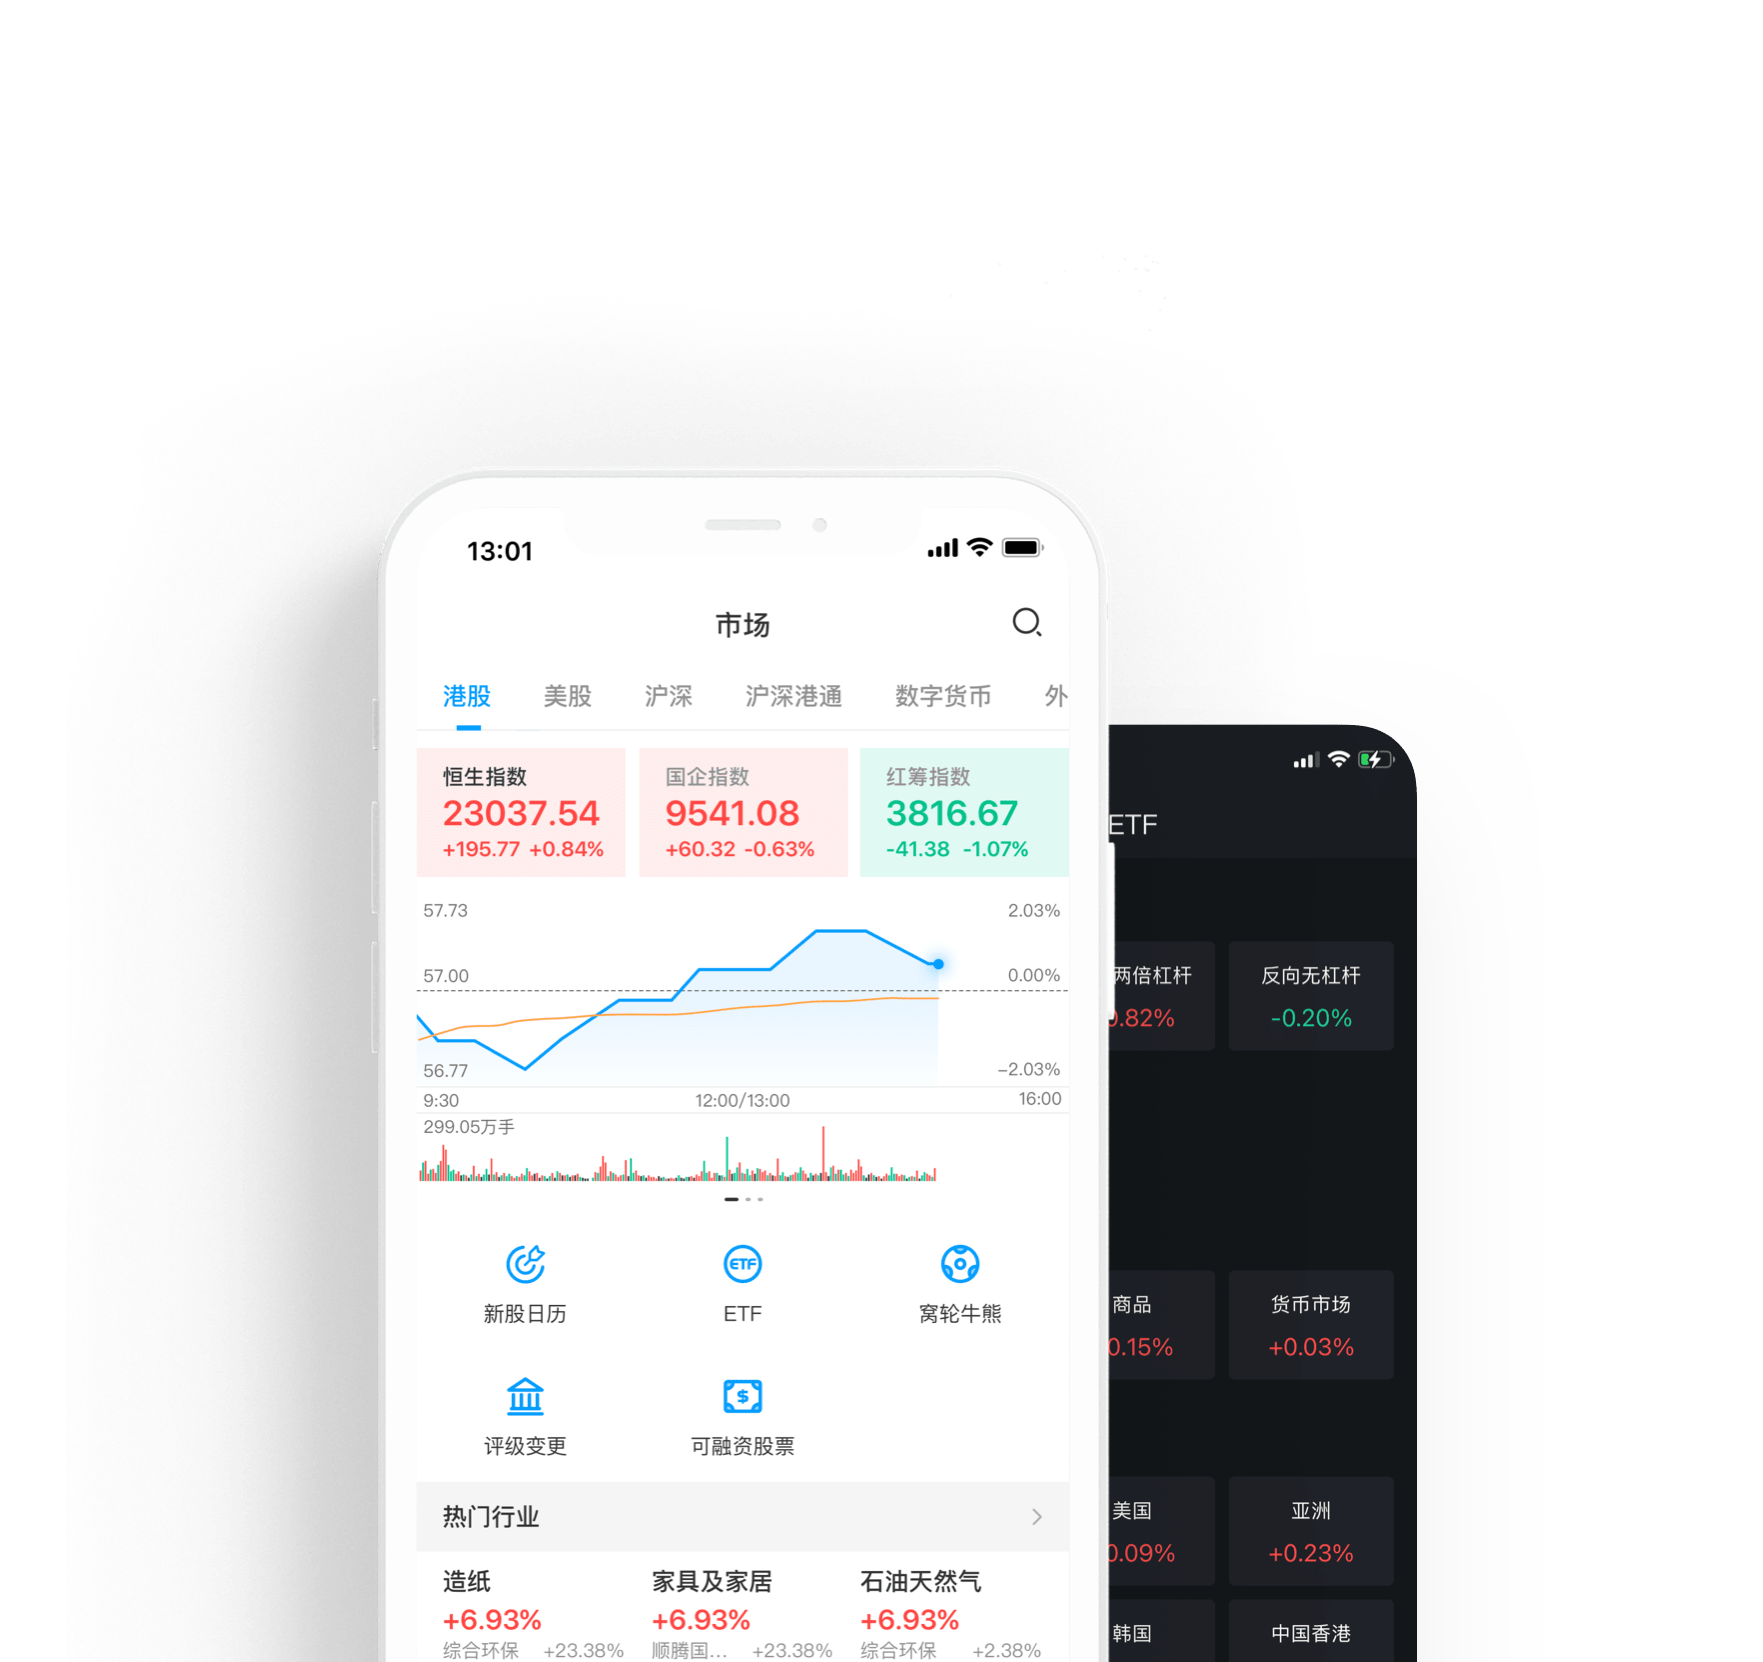 13:01
市场
港股 美股 沪深 沪深港通 数字货币 外
恒生指数 国企指数 红筹指数
23037.54 9541.08 3816.67
+195.77 +0.84% +60.32 -0.63% -41.38 -1.07%
57.73 2.03%
57.00 0.00%
56.77 −2.03%
9:30 12:00/13:00 16:00
299.05万手
新股日历 ETF 窝轮牛熊
ETF
评级变更 可融资股票
$
热门行业
造纸 家具及家居 石油天然气
+6.93% +6.93% +6.93%
综合环保 +23.38% 顺腾国... +23.38% 综合环保 +2.38%
ETF
两倍杠杆 反向无杠杆
0.82% -0.20%
商品 货币市场
0.15% +0.03%
美国 亚洲
0.09% +0.23%
韩国 中国香港